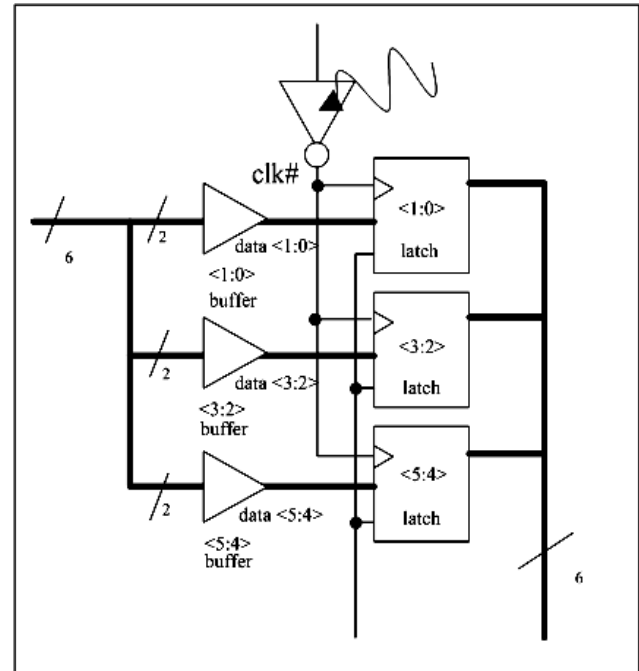 clk#
<1:0>
latch
6
2
data <1:0>
<1:0>
buffer
<3:2>
latch
2
data <3:2>
<3:2>
buffer
<5:4>
latch
2
data <5:4>
<5:4>
buffer
6